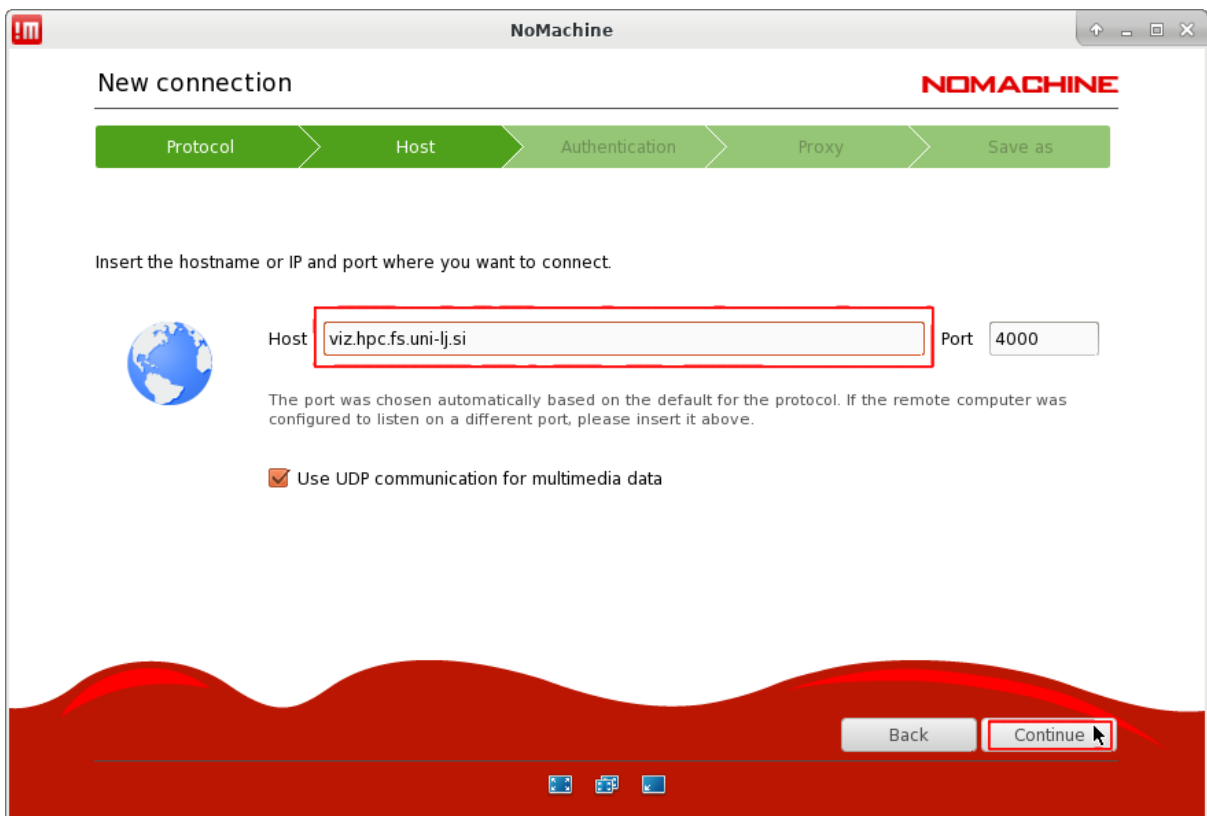 !m
NoMachine
New connection
NOMACHINE
Protocol
Host
Authentication
Proxy
Save as
Insert the hostname or IP and port where you want to connect.
Host viz.hpc.fs.uni-lj.si Port 4000
The port was chosen automatically based on the default for the protocol. If the remote computer was
configured to listen on a different port, please insert it above.
Use UDP communication for multimedia data
Back
Continue